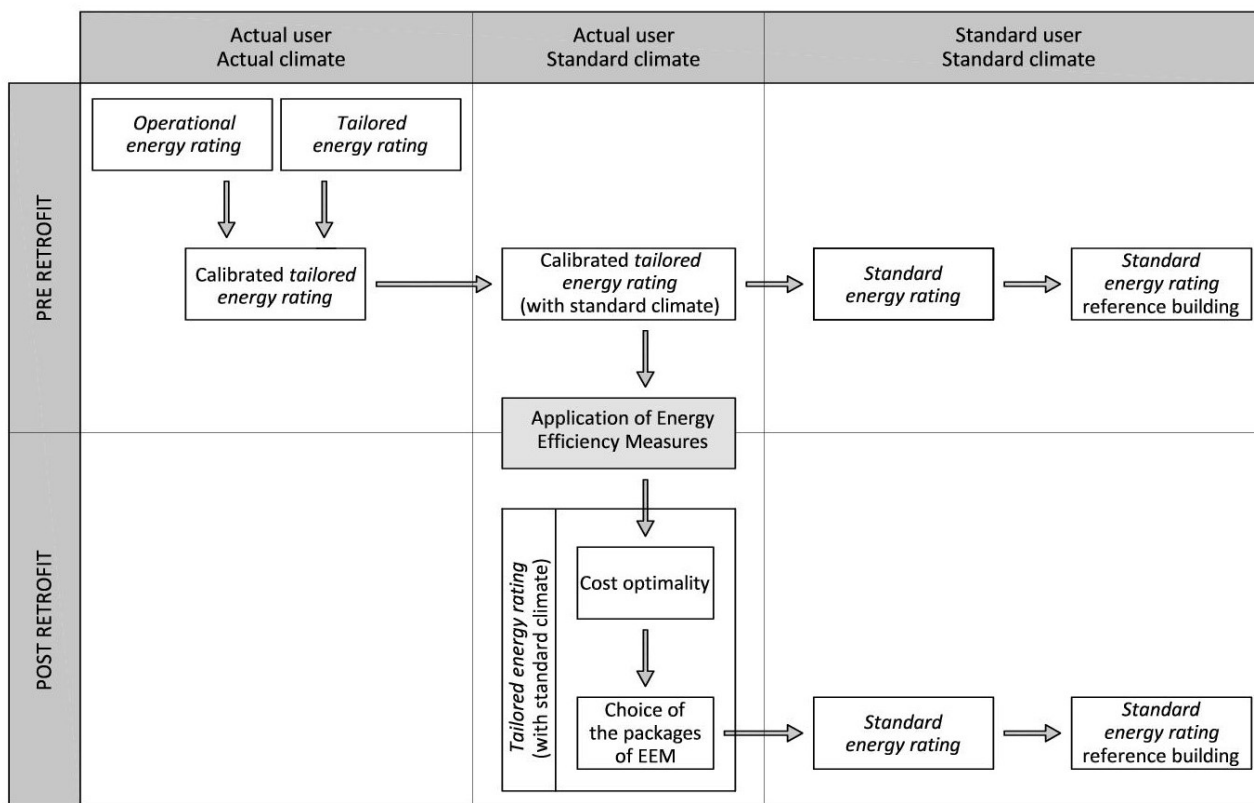 Actual user
Actual climate
Actual user
Standard climate
Standard user
Standard climate
PRE RETROFIT
Operational
energy rating
Tailored
energy rating
Calibrated tailored
energy rating
Calibrated tailored
energy rating
(with standard climate)
Standard
energy rating
Standard
energy rating
reference building
Application of Energy
Efficiency Measures
POST RETROFIT
Tailored energy rating
(with standard climate)
Cost optimality
Choice of
the packages
of EEM
Standard
energy rating
Standard
energy rating
reference building